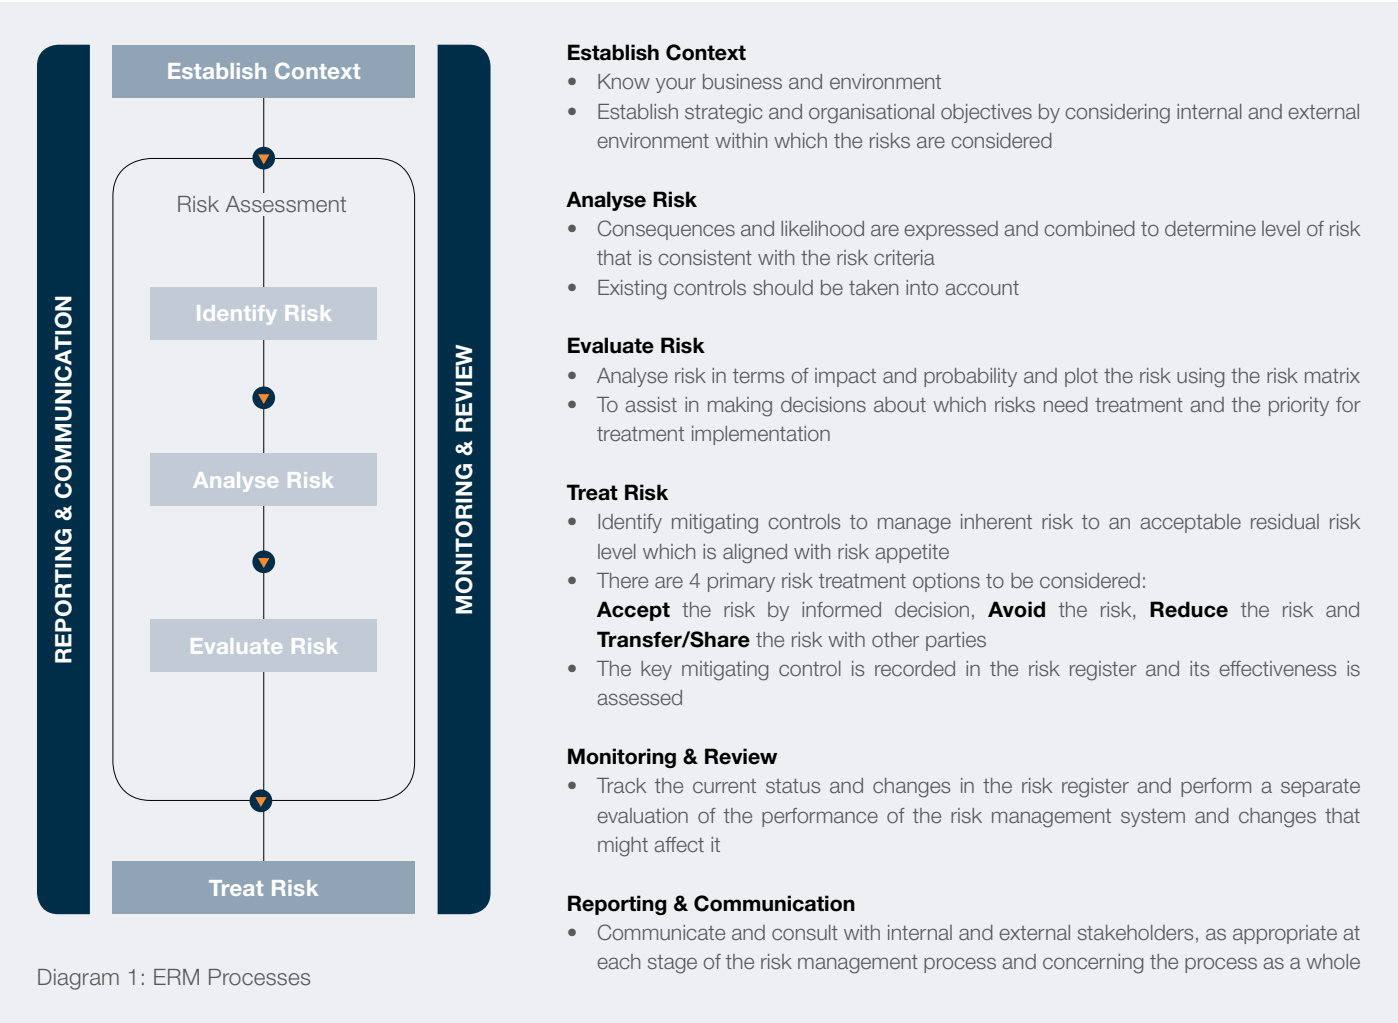 REPORTING & COMMUNICATION
Establish Context
Risk Assessment
Identify Risk
Analyse Risk
Evaluate Risk
Treat Risk
MONITORING & REVIEW
Diagram 1: ERM Processes
Establish Context
• Know your business and environment
• Establish strategic and organisational objectives by considering internal and external
environment within which the risks are considered
Analyse Risk
• Consequences and likelihood are expressed and combined to determine level of risk
that is consistent with the risk criteria
• Existing controls should be taken into account
Evaluate Risk
• Analyse risk in terms of impact and probability and plot the risk using the risk matrix
• To assist in making decisions about which risks need treatment and the priority for
treatment implementation
Treat Risk
• Identify mitigating controls to manage inherent risk to an acceptable residual risk
level which is aligned with risk appetite
• There are 4 primary risk treatment options to be considered:
Accept the risk by informed decision, Avoid the risk, Reduce the risk and
Transfer/Share the risk with other parties
• The key mitigating control is recorded in the risk register and its effectiveness is
assessed
Monitoring & Review
• Track the current status and changes in the risk register and perform a separate
evaluation of the performance of the risk management system and changes that
might affect it
Reporting & Communication
• Communicate and consult with internal and external stakeholders, as appropriate at
each stage of the risk management process and concerning the process as a whole